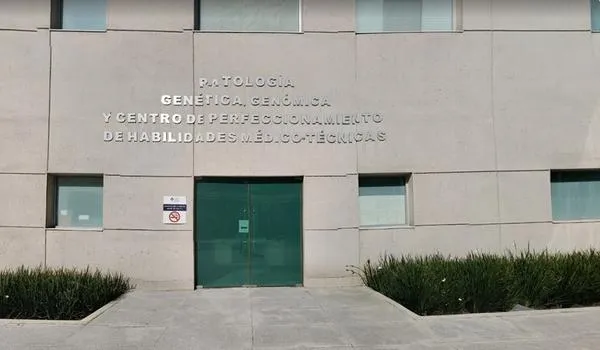 PATOLOGÍA
GENÉTICA, GENÓMICA
Y CENTRO DE PERFECCIONAMIENTO
DE HABILIDADES MÉDICO-TÉCNICAS